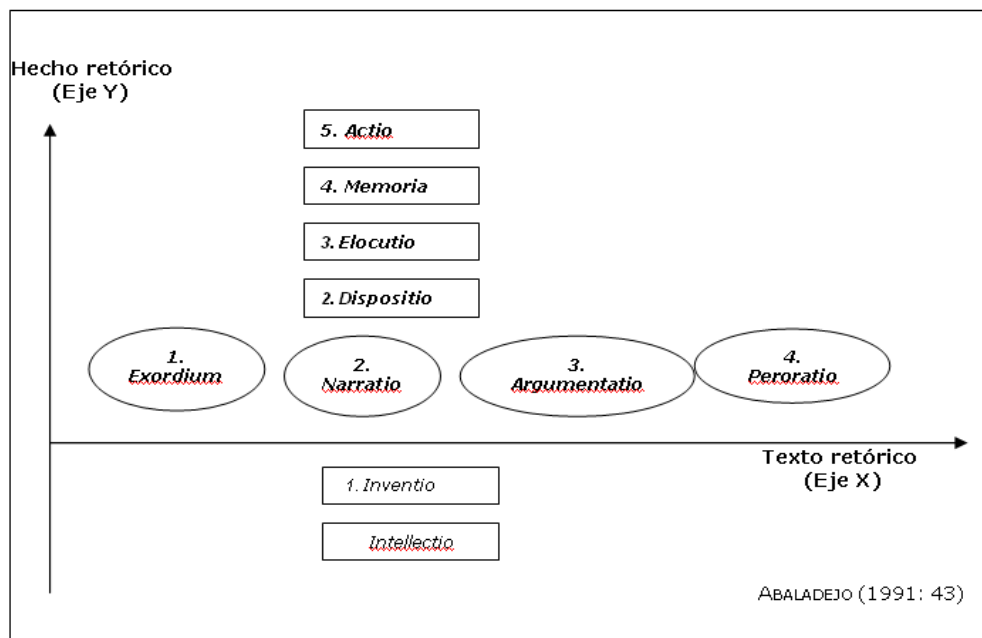 Hecho retórico
(Eje Y)
5. Actio
4. Memoria
3. Elocutio
2. Dispositio
1.
Exordium
2.
Narratio
3.
Argumentatio
4.
Peroratio
Texto retórico
(Eje X)
1. Inventio
Intellectio
ABALADEJO (1991: 43)